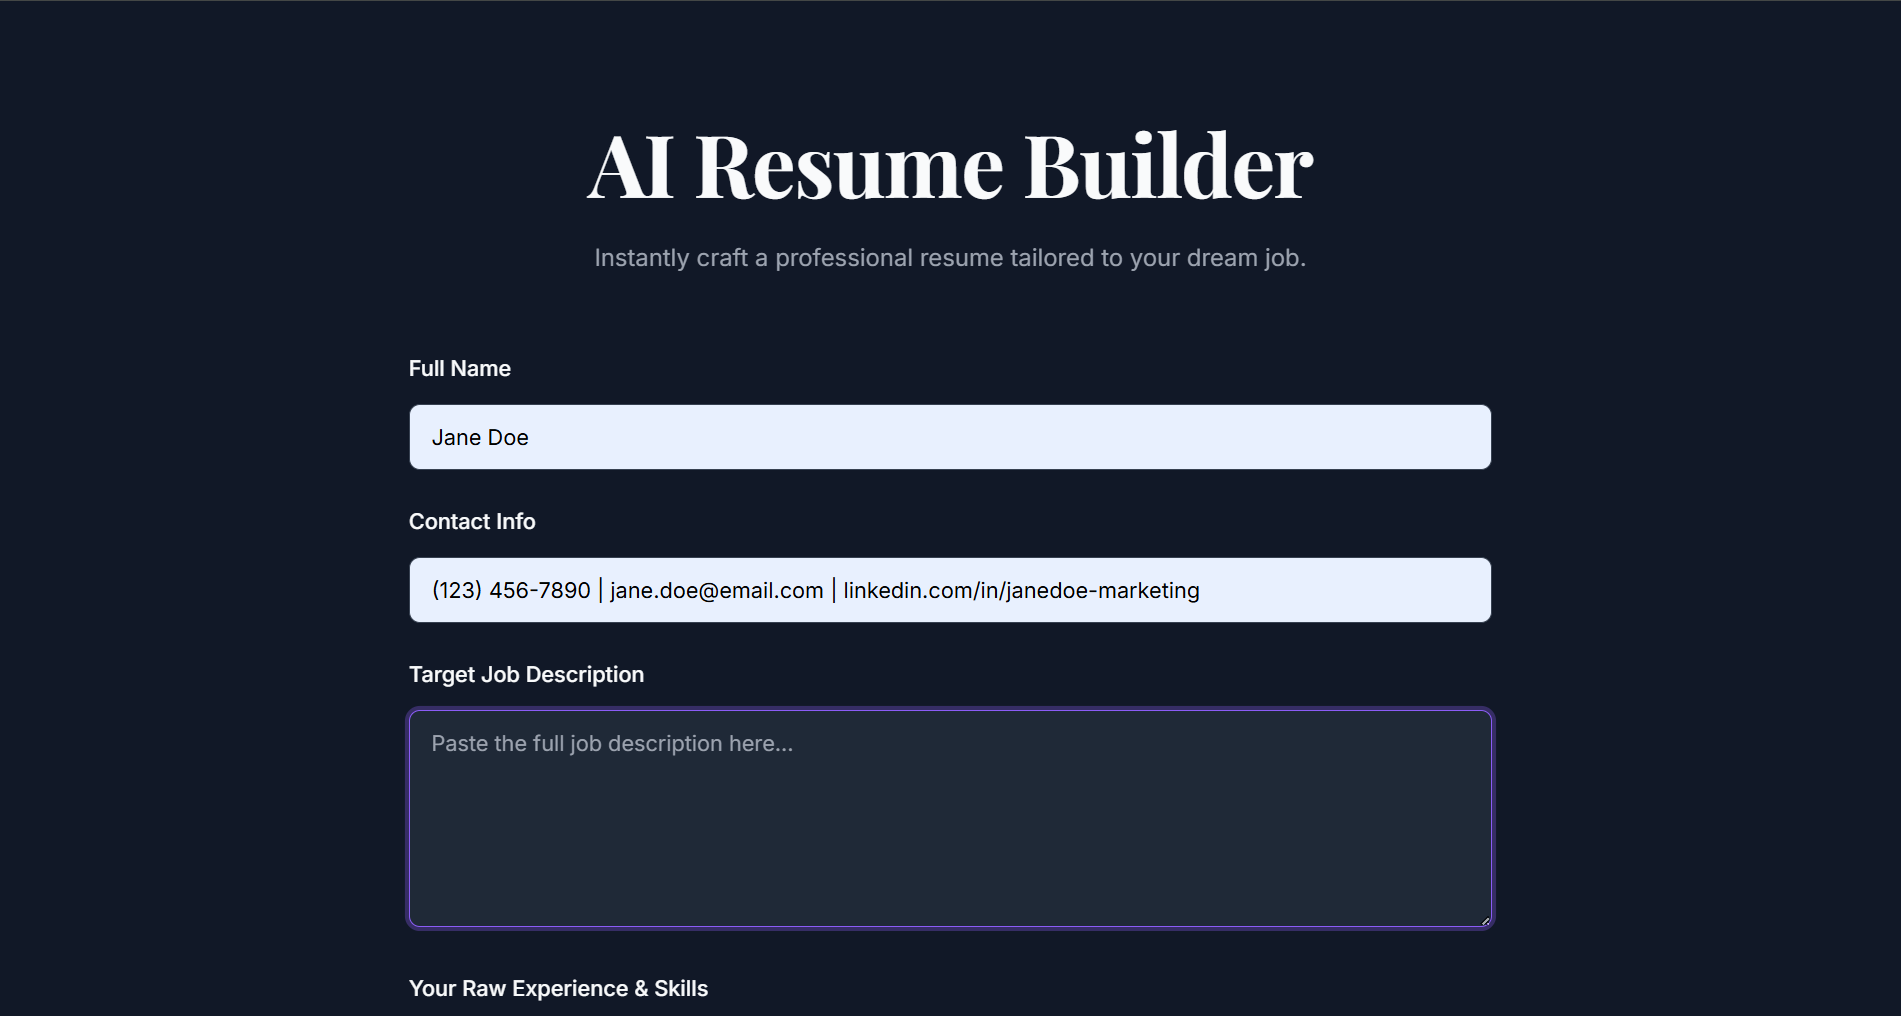 AI Resume Builder
Instantly craft a professional resume tailored to your dream job.
Full Name
Jane Doe
Contact Info
(123) 456-7890 | jane.doe@email.com | linkedin.com/in/janedoe-marketing
Target Job Description
Paste the full job description here...
Your Raw Experience & Skills